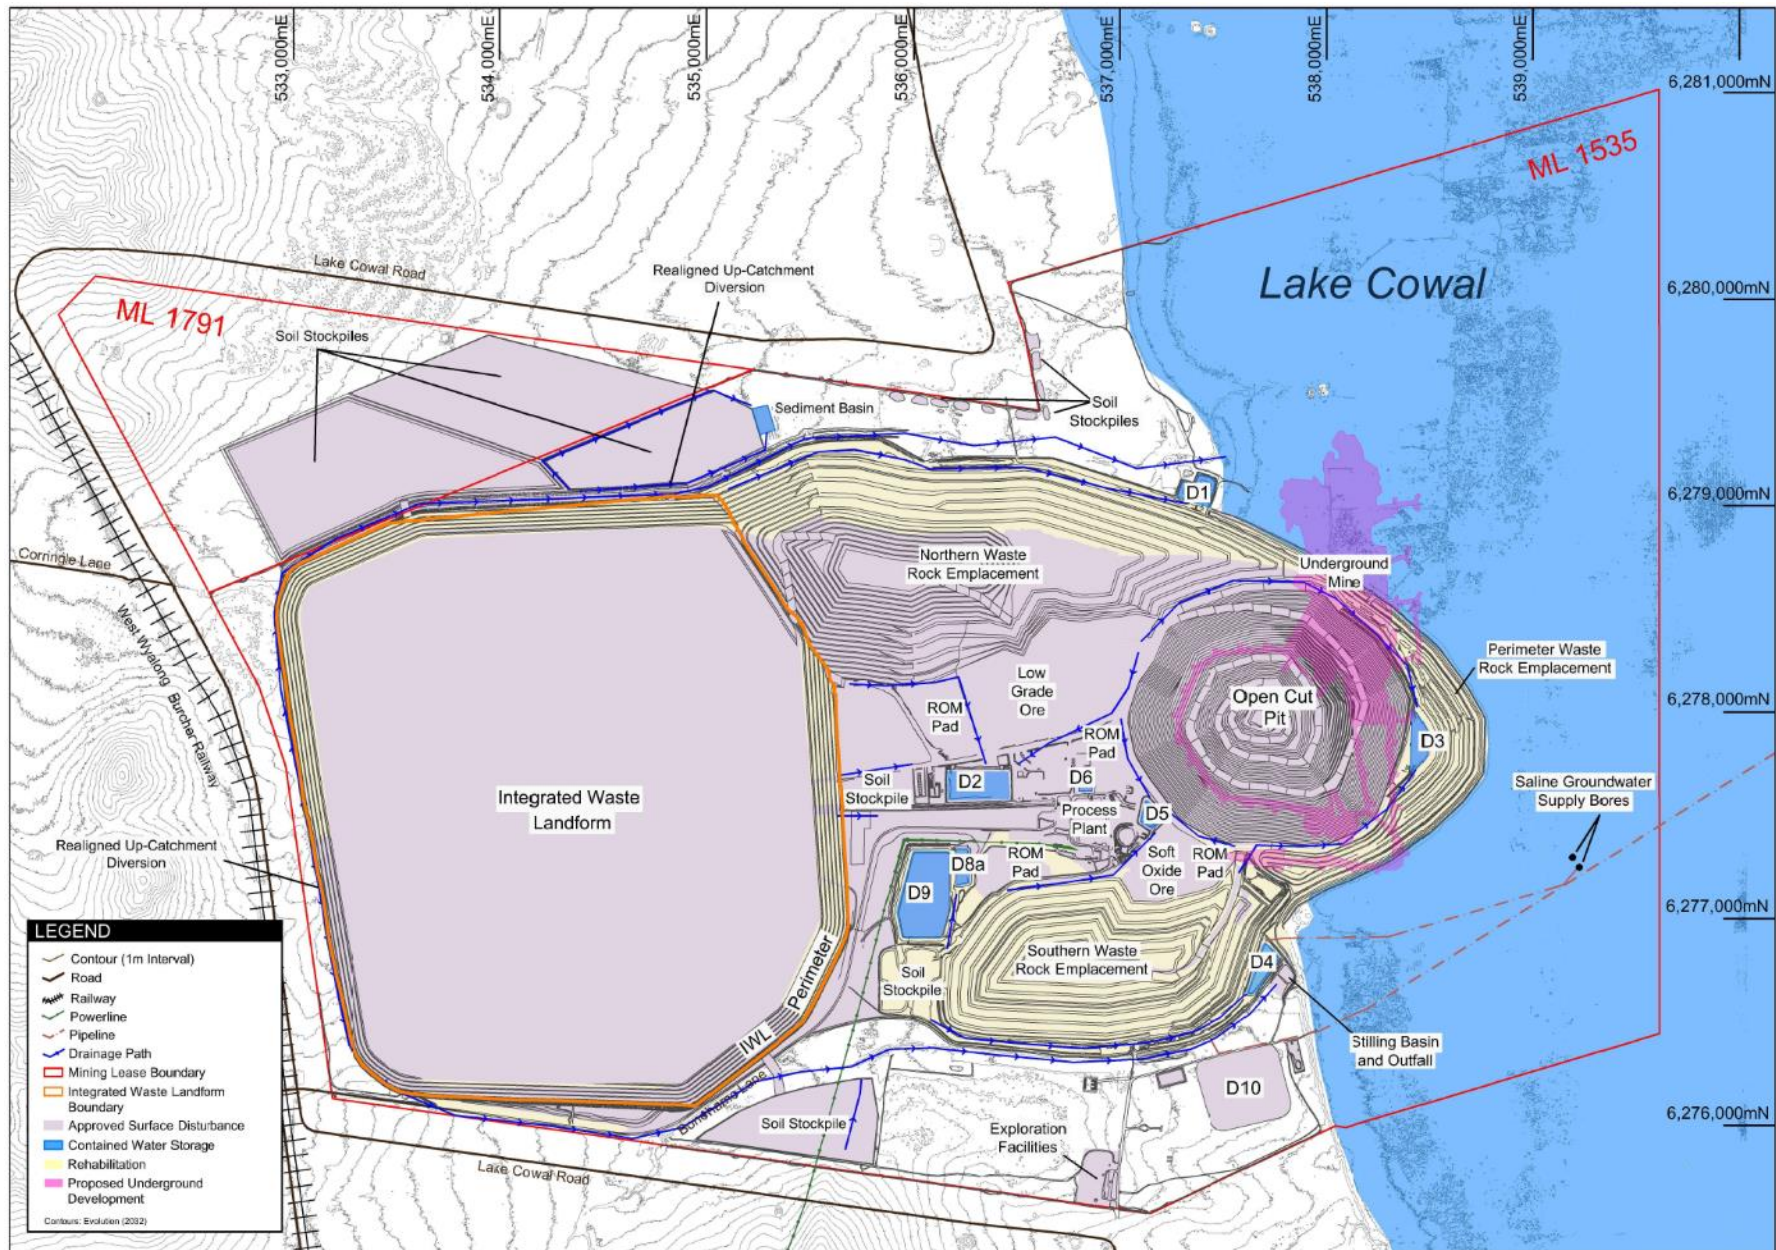 533,000mE
534,000mE
535,000mE
536,000mE
537,000mE
538,000mE
539,000mE
6,281,000mN
ML 1535
Lake Cowal
6,280,000mN
Lake Cowal Road
Realigned Up-Catchment
Diversion
ML 1791
Soil Stockpiles
Sediment Basin
Soil
Stockpiles
6,279,000mN
D1
Corringle Lane
Northern Waste
Rock Emplacement
Underground
Mine
West Wyalong Burcher Railway
Perimeter Waste
Rock Emplacement
Low
Grade
Ore
Open Cut
Pit
6,278,000mN
ROM
Pad
ROM
Pad
D3
D2
D6
Soil
Stockpile
Saline Groundwater
Supply Bores
Integrated Waste
Landform
Process
Plant
D5
Realigned Up-Catchment
Diversion
D8a
ROM
Pad
Soft
Oxide
Ore
ROM
Pad
D9
6,277,000mN
Southern Waste
Rock Emplacement
D4
Soil
Stockpile
IWL Perimeter
Stilling Basin
and Outfall
Bonehams Lane
D10
6,276,000mN
Soil Stockpile
Exploration
Facilities
Lake Cowal Road
LEGEND
Contour (1m Interval)
Road
Railway
Powerline
Pipeline
Drainage Path
Mining Lease Boundary
Integrated Waste Landform
Boundary
Approved Surface Disturbance
Contained Water Storage
Rehabilitation
Proposed Underground
Development
Contours: Evolution (2032)